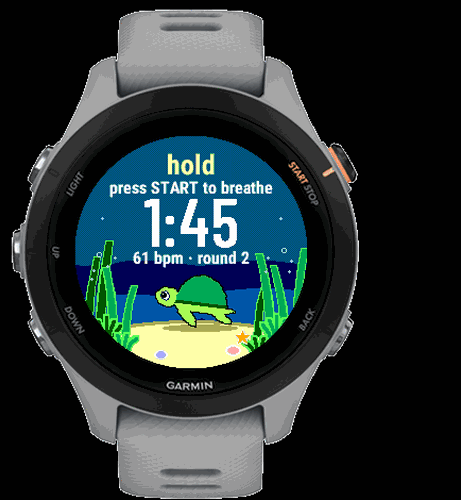 hold
press START to breathe
1:45
61 bpm · round 2
LIGHT
START STOP
UP
DOWN
BACK
GARMIN